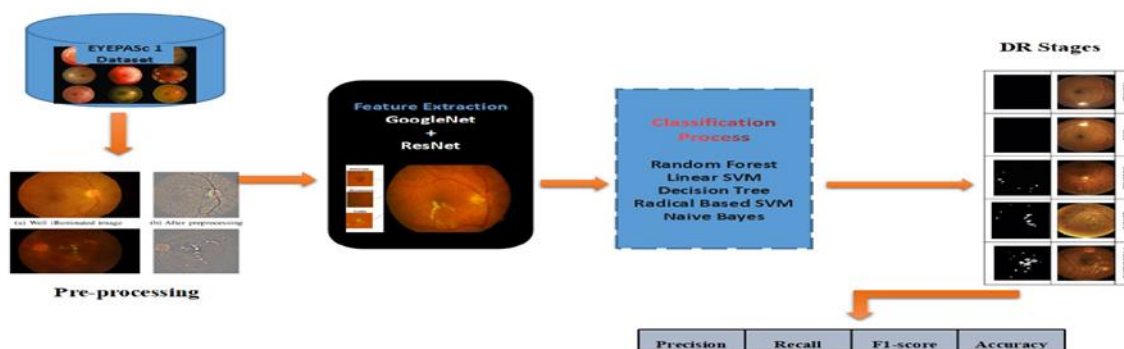 EYEPASc 1
Dataset
(a) Well illuminated image
(b) After preprocessing
Pre-processing
Feature Extraction
GoogleNet
+
ResNet
Classification
Process
Random Forest
Linear SVM
Decision Tree
Radical Based SVM
Naive Bayes
DR Stages
Precision
Recall
F1-score
Accuracy